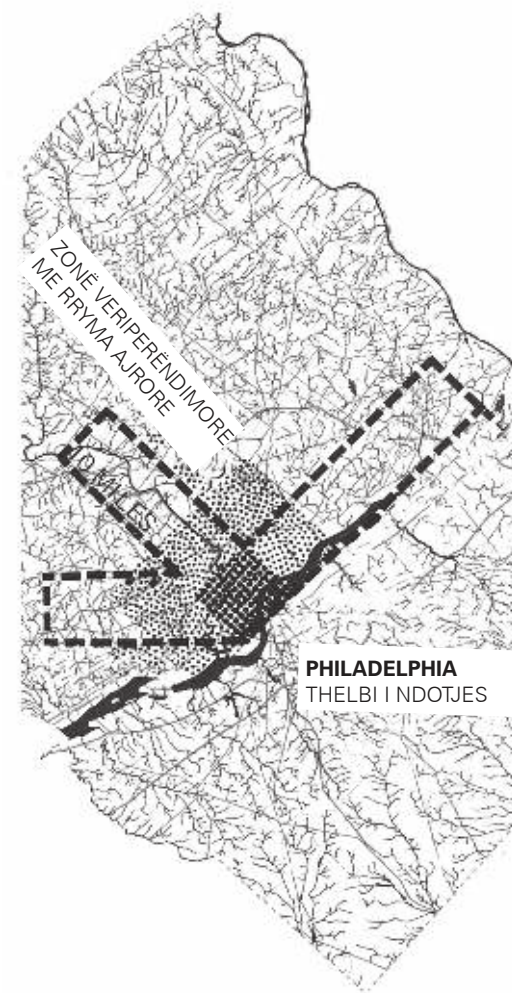 ZONË VERIPERËNDIMORE
ME RRYMA AJRORE
10 MILES
PHILADELPHIA
THELBI I NDOTJES